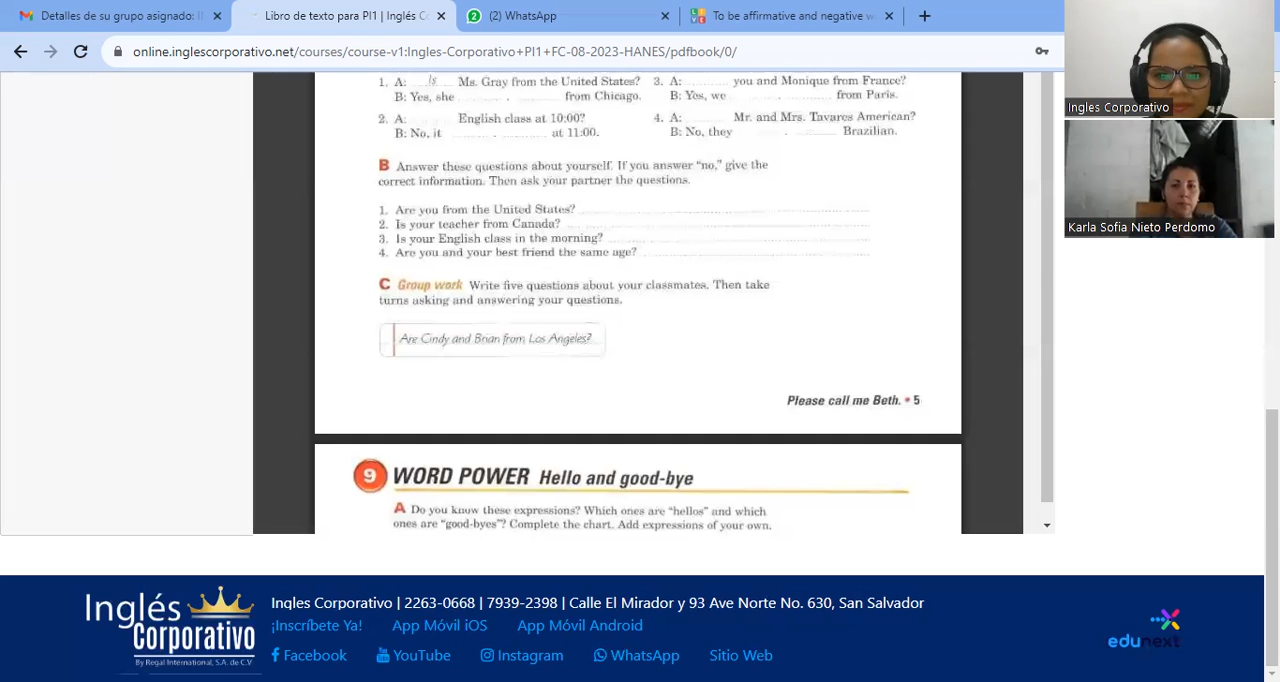 Detalles de su grupo asignado: II
Libro de texto para PI1 | Inglés C
(2) WhatsApp
To be affirmative and negative w
online.inglescorporativo.net/courses/course-v1:Ingles-Corporativo+PI1+FC-08-2023-HANES/pdfbook/0/
Ingles Corporativo
Karla Sofia Nieto Perdomo
1. A: Is Ms. Gray from the United States?
B: Yes, she from Chicago.
2. A: English class at 10:00?
B: No, it at 11:00.
3. A: you and Monique from France?
B: Yes, we from Paris.
4. A: Mr. and Mrs. Tavares American?
B: No, they Brazilian.
B Answer these questions about yourself. If you answer “no,” give the
correct information. Then ask your partner the questions.
1. Are you from the United States?
2. Is your teacher from Canada?
3. Is your English class in the morning?
4. Are you and your best friend the same age?
C Group work Write five questions about your classmates. Then take
turns asking and answering your questions.
Are Cindy and Brian from Los Angeles?
Please call me Beth. • 5
9 WORD POWER Hello and good-bye
A Do you know these expressions? Which ones are “hellos” and which
ones are “good-byes”? Complete the chart. Add expressions of your own.
Inglés
Corporativo
By Regal International, S.A. de C.V
Ingles Corporativo | 2263-0668 | 7939-2398 | Calle El Mirador y 93 Ave Norte No. 630, San Salvador
¡Inscríbete Ya! App Móvil iOS App Móvil Android
Facebook YouTube Instagram WhatsApp Sitio Web
edunext